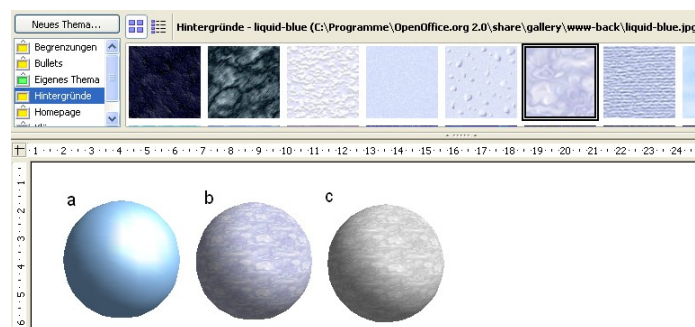 Neues Thema...
Hintergründe - liquid-blue (C:\Programme\OpenOffice.org 2.0\share\gallery\www-back\liquid-blue.jpg
Begrenzungen
Bullets
Eigenes Thema
Hintergründe
Homepage
1 2 3 4 5 6 7 8 9 10 11 12 13 14 15 16 17 18 19 20 21 22 23 24
1
2
3
4
5
6
a b c